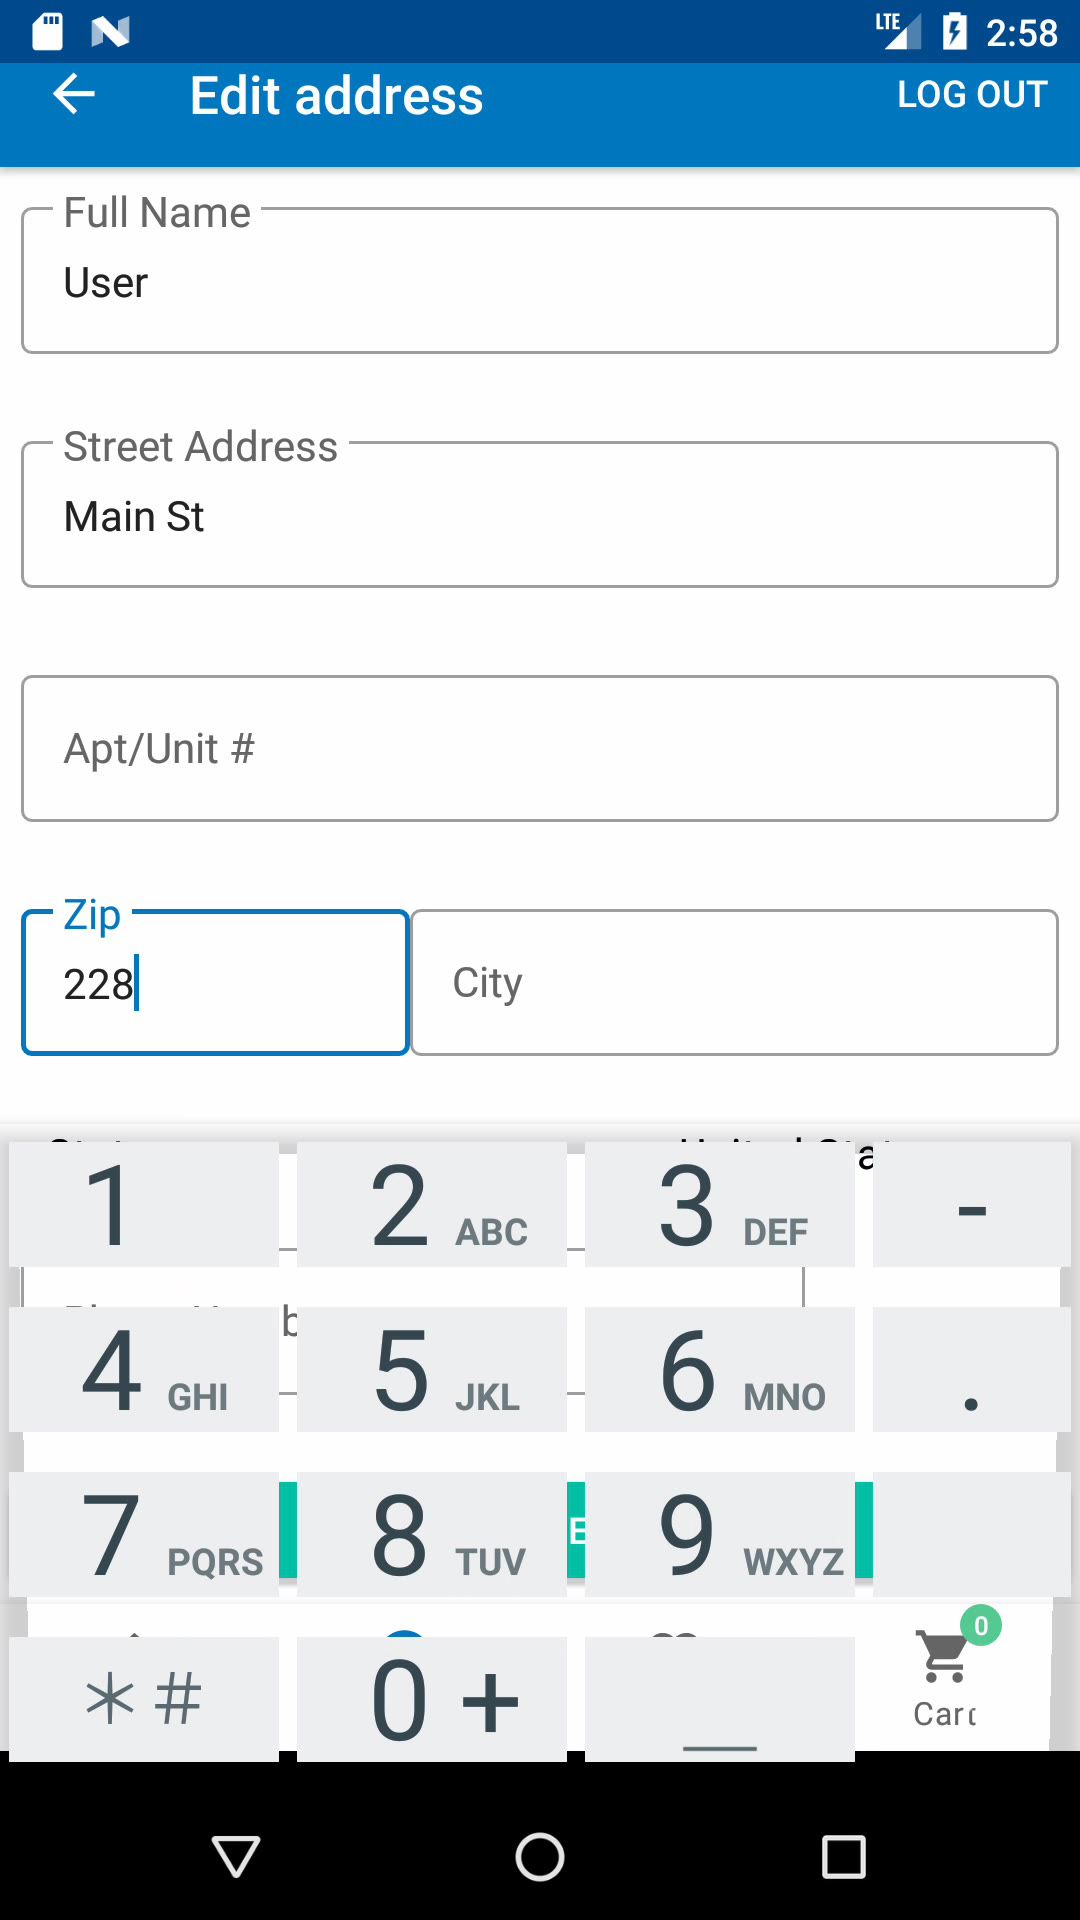 LTE 2:58
Edit address LOG OUT
Full Name
User
Street Address
Main St
Apt/Unit #
Zip
228
City
1 2 ABC 3 DEF -
4 GHI 5 JKL 6 MNO .
7 PQRS 8 TUV 9 WXYZ
* # 0 + _
0
Cart